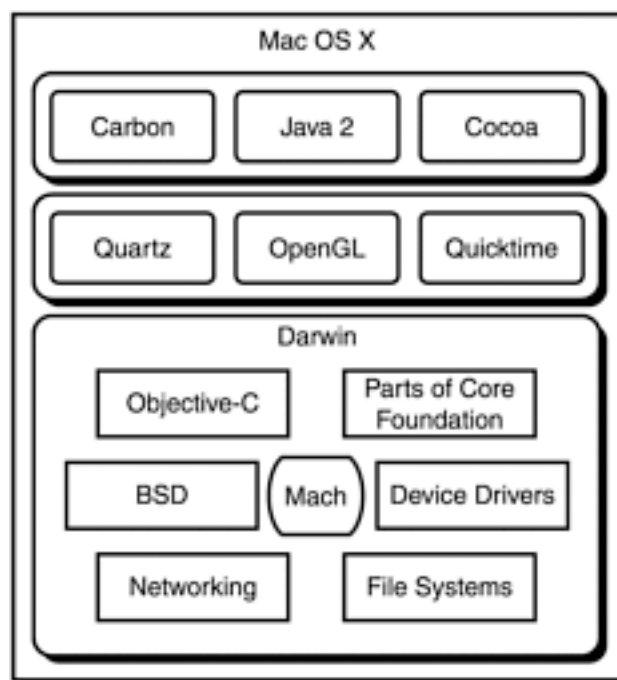 Mac OS X
Carbon
Java 2
Cocoa
Quartz
OpenGL
Quicktime
Darwin
Objective-C
Parts of Core
Foundation
BSD
Mach
Device Drivers
Networking
File Systems